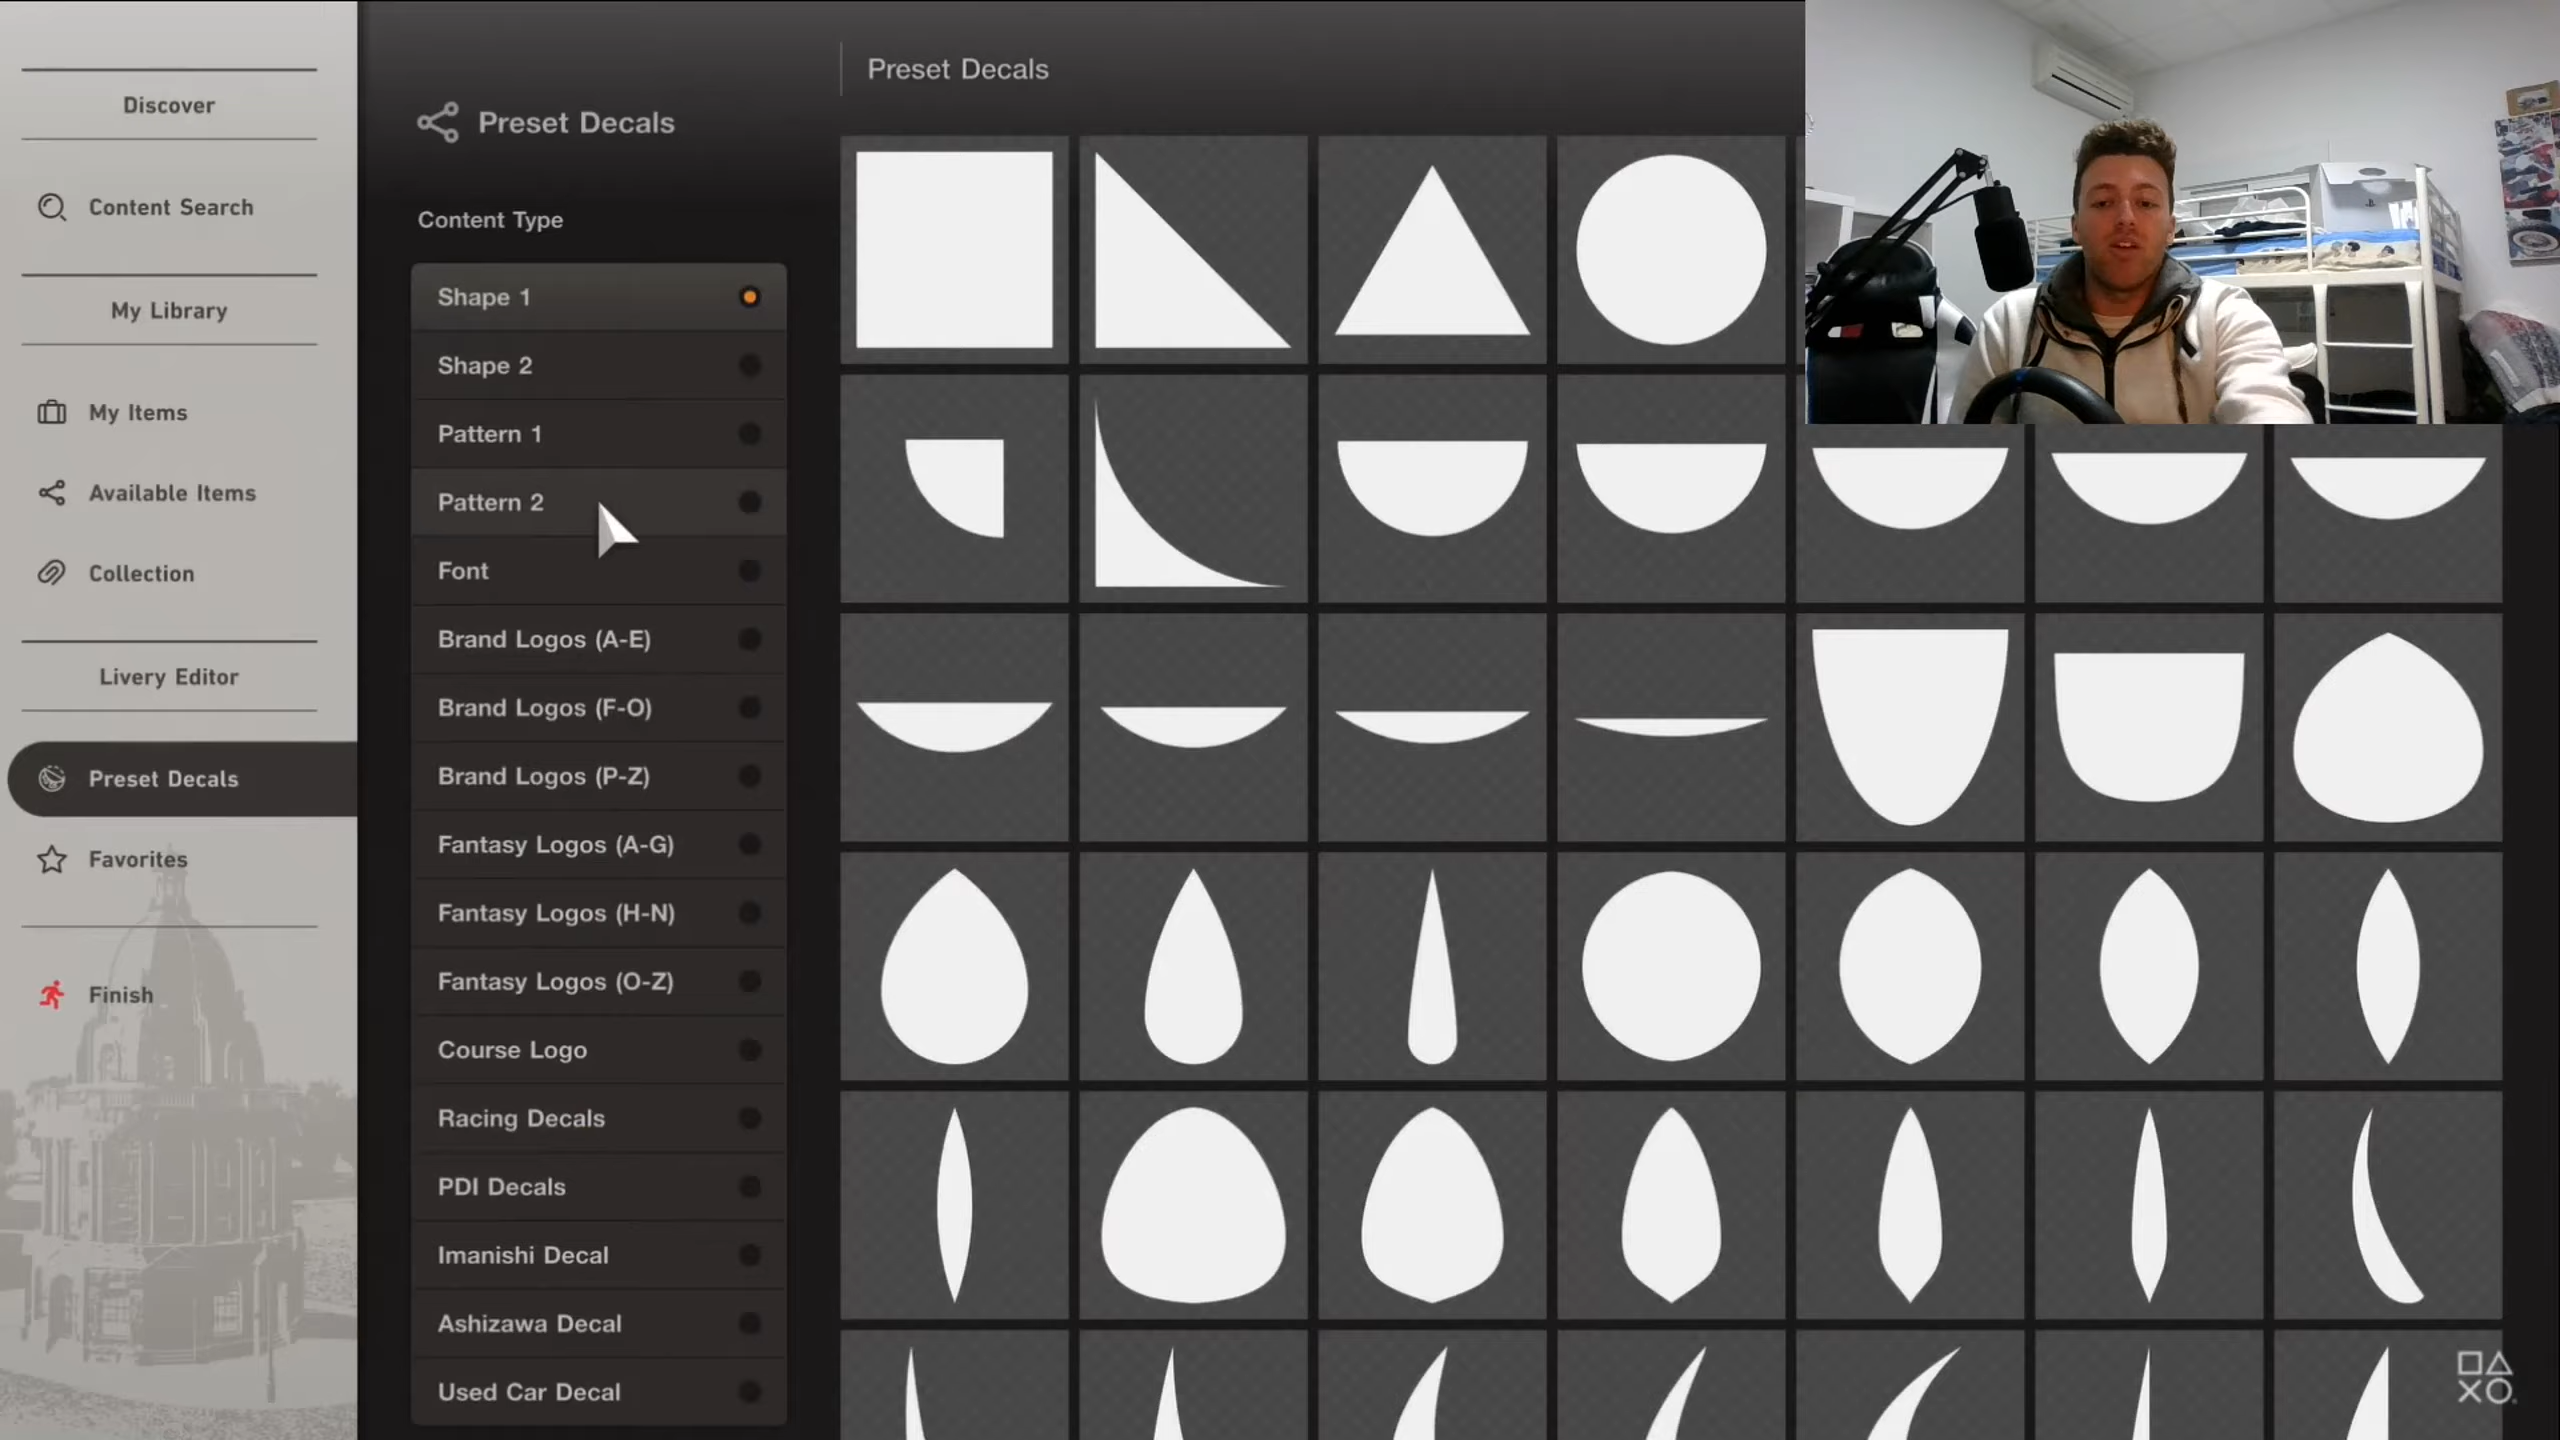 Discover
Content Search
My Library
My Items
Available Items
Collection
Livery Editor
Preset Decals
Favorites
Finish
Preset Decals
Content Type
Shape 1
Shape 2
Pattern 1
Pattern 2
Font
Brand Logos (A-E)
Brand Logos (F-O)
Brand Logos (P-Z)
Fantasy Logos (A-G)
Fantasy Logos (H-N)
Fantasy Logos (O-Z)
Course Logo
Racing Decals
PDI Decals
Imanishi Decal
Ashizawa Decal
Used Car Decal
Preset Decals